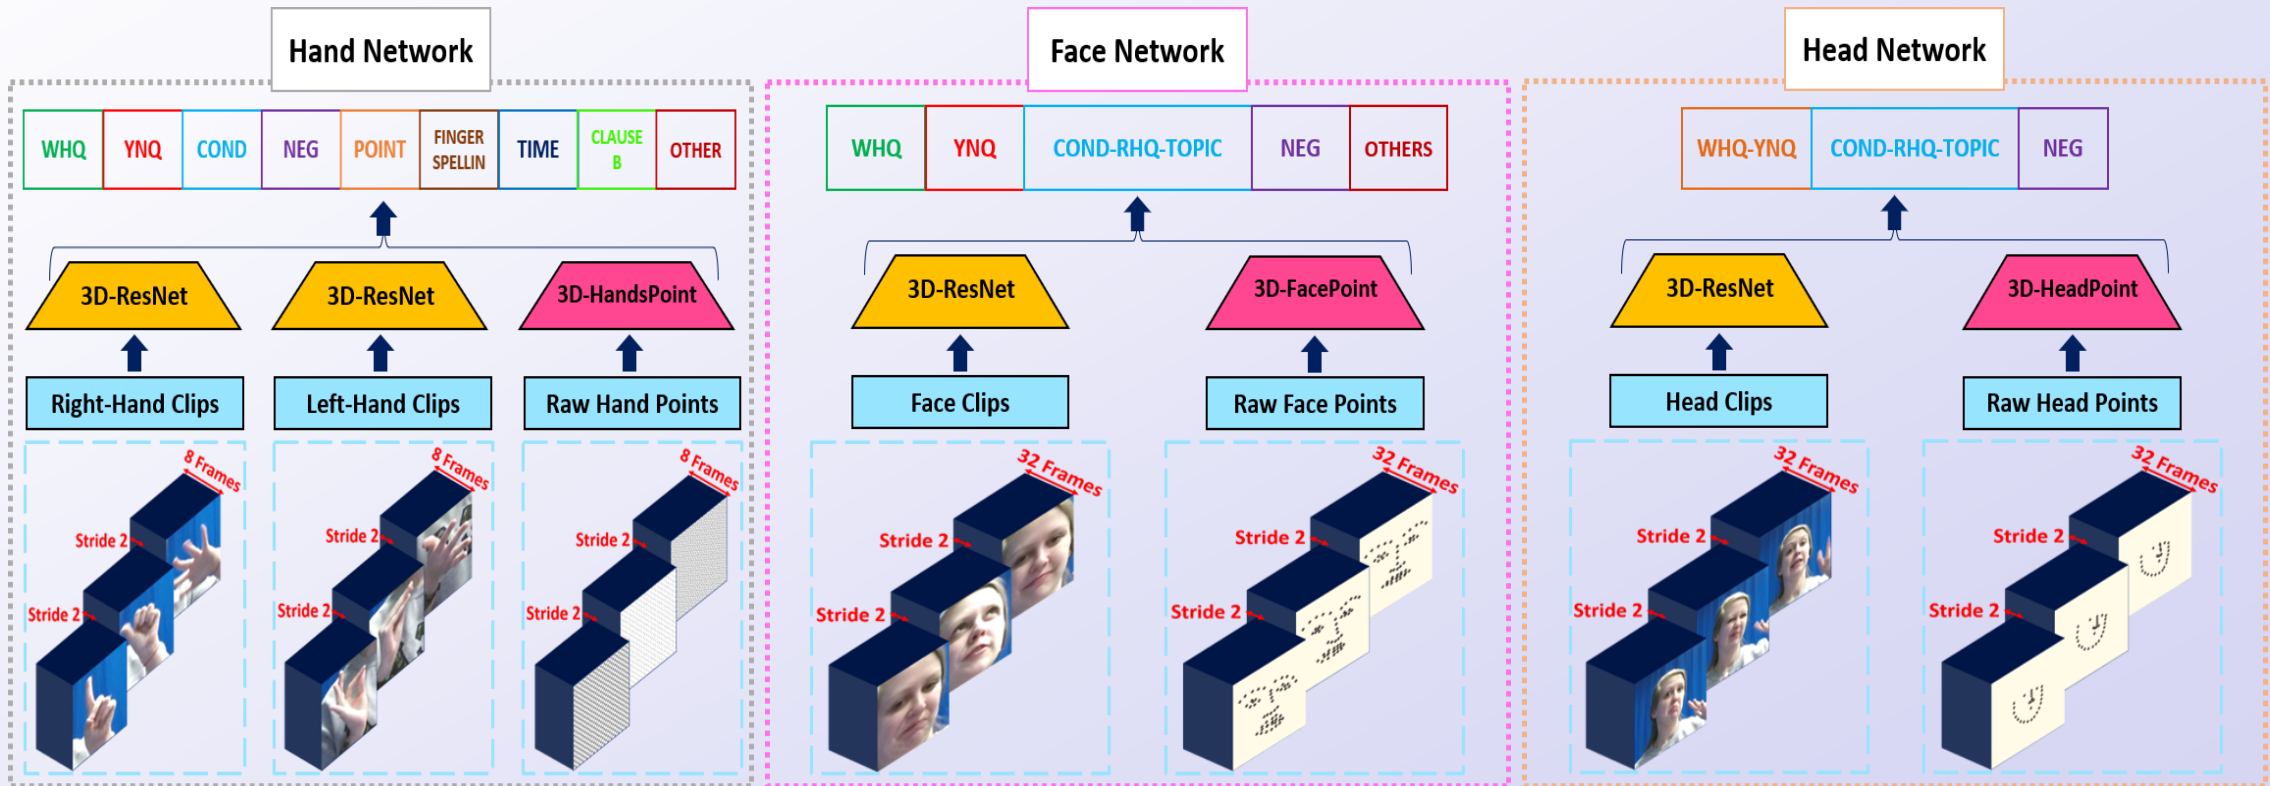 Hand Network
Face Network
Head Network
WHQ
YNQ
COND
NEG
POINT
FINGER
SPELLIN
TIME
CLAUSE
B
OTHER
WHQ
YNQ
COND-RHQ-TOPIC
NEG
OTHERS
WHQ-YNQ
COND-RHQ-TOPIC
NEG
3D-ResNet
3D-ResNet
3D-HandsPoint
3D-ResNet
3D-FacePoint
3D-ResNet
3D-HeadPoint
Right-Hand Clips
Left-Hand Clips
Raw Hand Points
Face Clips
Raw Face Points
Head Clips
Raw Head Points
8 Frames
Stride 2
Stride 2
8 Frames
Stride 2
Stride 2
8 Frames
Stride 2
Stride 2
32 Frames
Stride 2
Stride 2
32 Frames
Stride 2
Stride 2
32 Frames
Stride 2
Stride 2
32 Frames
Stride 2
Stride 2